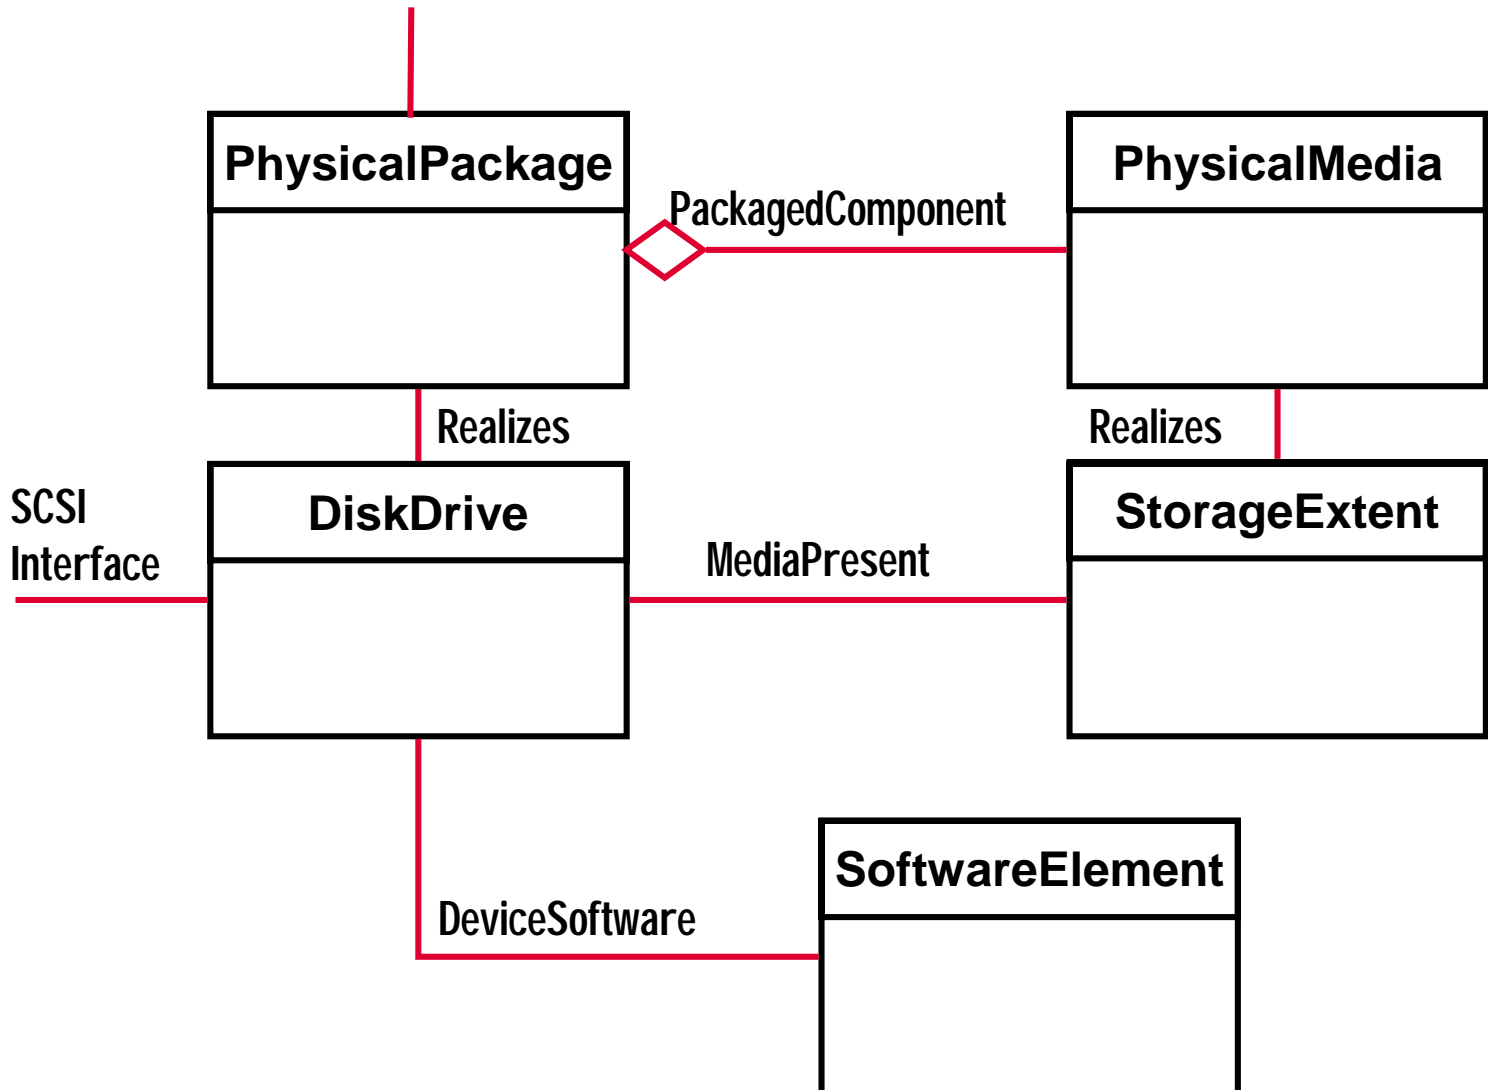 PhysicalPackage
PhysicalMedia
PackagedComponent
Realizes
Realizes
SCSI
Interface
DiskDrive
StorageExtent
MediaPresent
SoftwareElement
DeviceSoftware